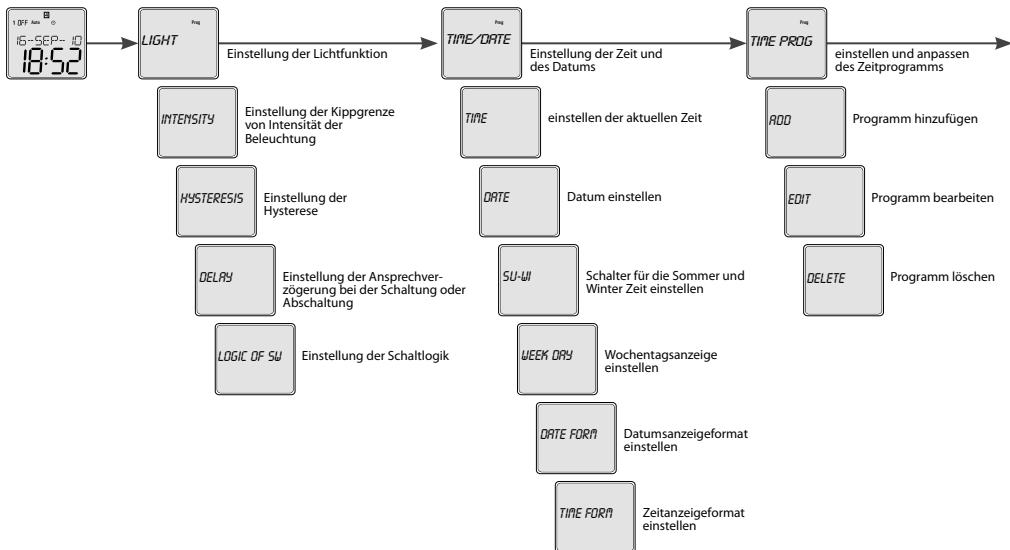 1 OFF Auto
16-SEP-10
18:52
Prog
LIGHT
Einstellung der Lichtfunktion
INTENSITY
Einstellung der Kippgrenze
von Intensität der
Beleuchtung
HYSTERESIS
Einstellung der
Hysterese
DELAY
Einstellung der Ansprechver-
zögerung bei der Schaltung oder
Abschaltung
LOGIC OF SW
Einstellung der Schaltlogik
Prog
TIME/DATE
Einstellung der Zeit und
des Datums
TIME
einstellen der aktuellen Zeit
DATE
Datum einstellen
SU-WI
Schalter für die Sommer und
Winter Zeit einstellen
WEEK DAY
Wochentagsanzeige
einstellen
DATE FORM
Datumsanzeigeformat
einstellen
TIME FORM
Zeitanzeigeformat
einstellen
Prog
TIME PROG
einstellen und anpassen
des Zeitprogramms
ADD
Programm hinzufügen
EDIT
Programm bearbeiten
DELETE
Programm löschen